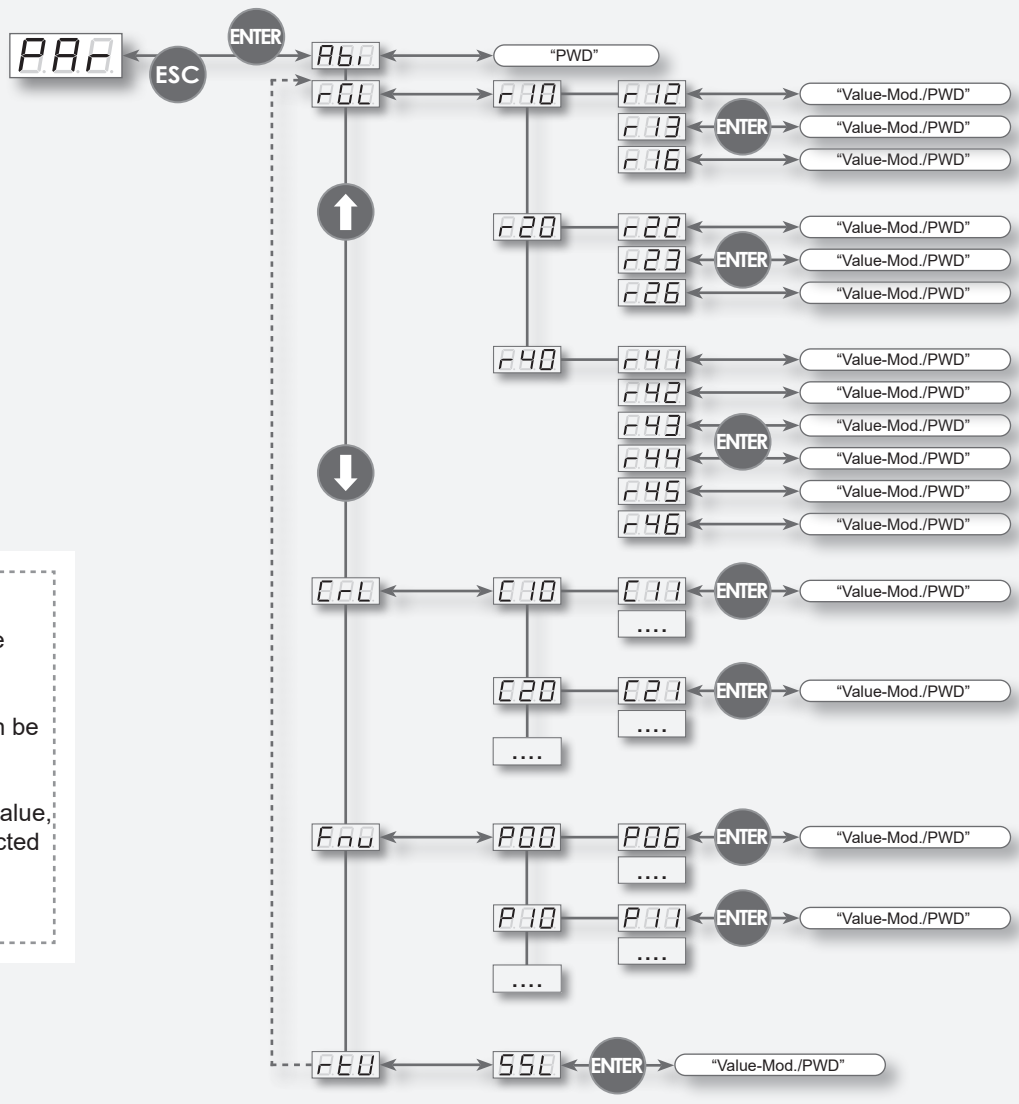 PAr
ENTER
ESC
Abi
"PWD"
rGL
r10
r12
"Value-Mod./PWD"
r13
ENTER
"Value-Mod./PWD"
r16
"Value-Mod./PWD"
r20
r22
"Value-Mod./PWD"
r23
ENTER
"Value-Mod./PWD"
r26
"Value-Mod./PWD"
r40
r41
"Value-Mod./PWD"
r42
"Value-Mod./PWD"
r43
"Value-Mod./PWD"
ENTER
r44
"Value-Mod./PWD"
r45
"Value-Mod./PWD"
r46
"Value-Mod./PWD"
CrL
C10
C11
ENTER
"Value-Mod./PWD"
....
C20
C21
ENTER
"Value-Mod./PWD"
....
....
Fnu
P00
P06
ENTER
"Value-Mod./PWD"
....
P10
P11
ENTER
"Value-Mod./PWD"
....
....
rtU
SSL
ENTER
"Value-Mod./PWD"
be
alue,